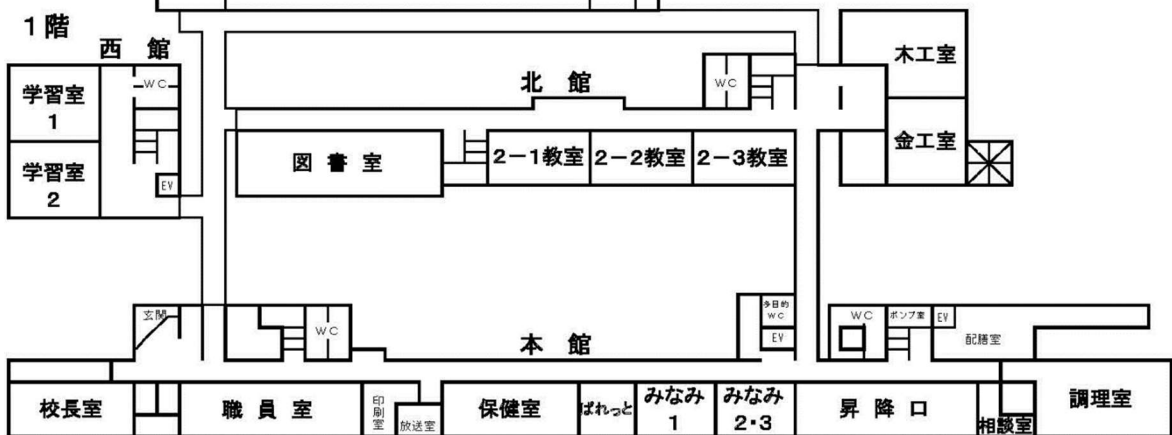 1階
西館
学習室
1
学習室
2
WC
EV
北館
WC
図書室
2－1教室
2－2教室
2－3教室
木工室
金工室
玄関
WC
本館
多目的
WC
EV
WC
ポンプ室
EV
配膳室
校長室
職員室
印刷室
放送室
保健室
ぱれっと
みなみ
1
みなみ
2・3
昇降口
相談室
調理室